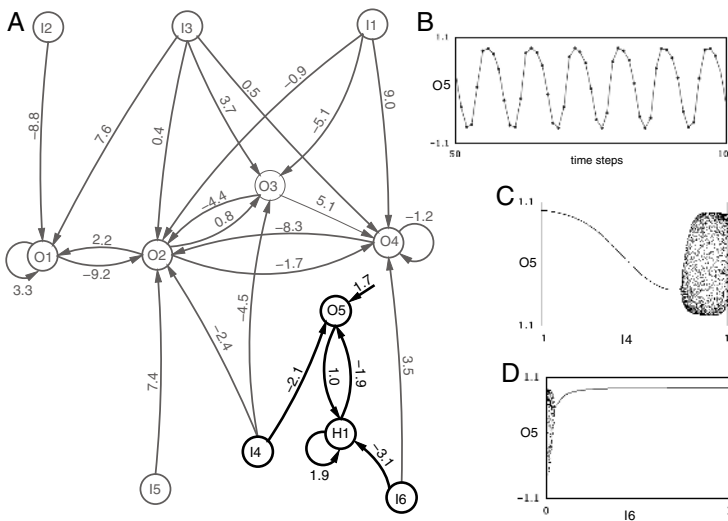 A
I2
I3
I1
−8.8
7.6
0.4
3.7
0.5
−0.9
−5.1
9.0
O3
−4.4
0.8
5.1
−1.2
O1
2.2
−9.2
O2
−8.3
−1.7
O4
3.3
1.7
O5
−4.5
−2.4
−2.1
1.0
−1.9
3.5
7.4
I4
H1
1.9
−3.1
I5
I6
B
1.1
O5
−1.1
time steps
C
1.1
O5
1.1
1
I4
1
D
1.1
O5
−1.1
0
I6